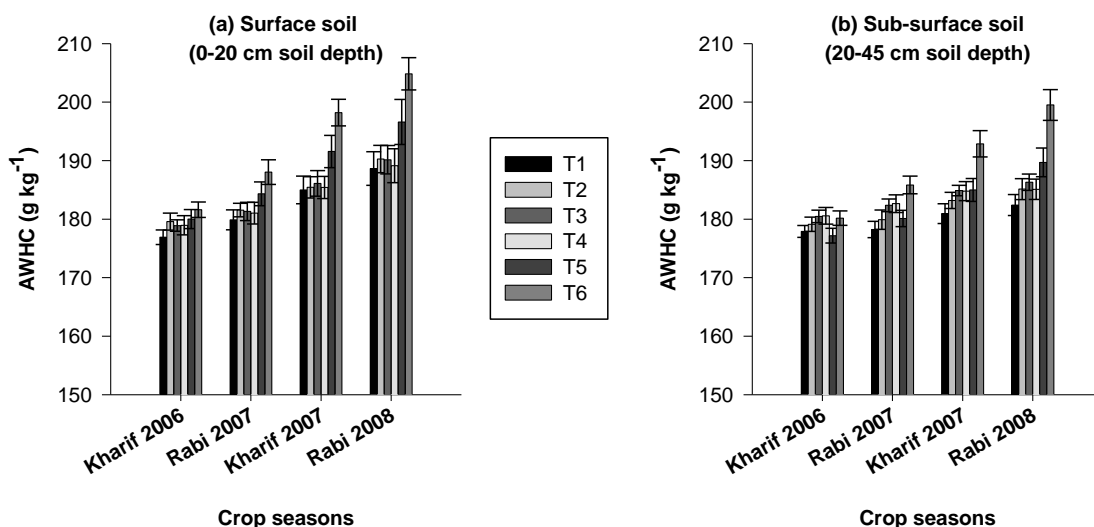 (a) Surface soil
(0-20 cm soil depth)
AWHC (g kg⁻¹)
210
200
190
180
170
160
150
Kharif 2006
Rabi 2007
Kharif 2007
Rabi 2008
Crop seasons
T1
T2
T3
T4
T5
T6
(b) Sub-surface soil
(20-45 cm soil depth)
AWHC (g kg⁻¹)
210
200
190
180
170
160
150
Kharif 2006
Rabi 2007
Kharif 2007
Rabi 2008
Crop seasons